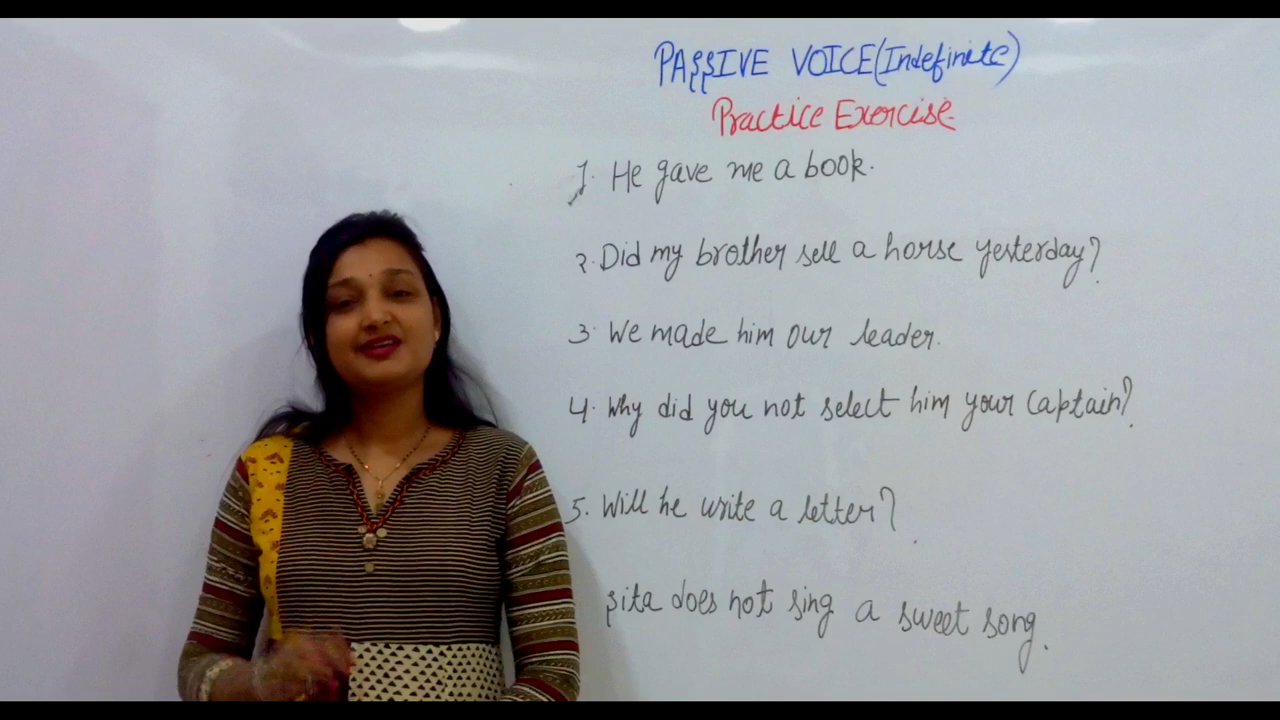 PASSIVE VOICE(Indefinite)
Practice Exercise
1. He gave me a book.
2. Did my brother sell a horse yesterday?
3. We made him our leader.
4. Why did you not select him your captain?
5. Will he write a letter?
Sita does not sing a sweet song.